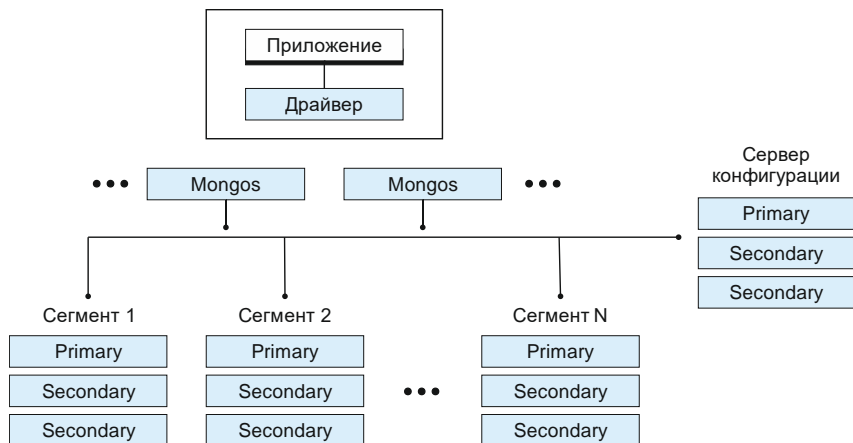 Приложение
Драйвер
Mongos
Mongos
Сервер
конфигурации
Primary
Secondary
Secondary
Сегмент 1
Primary
Secondary
Secondary
Сегмент 2
Primary
Secondary
Secondary
Сегмент N
Primary
Secondary
Secondary